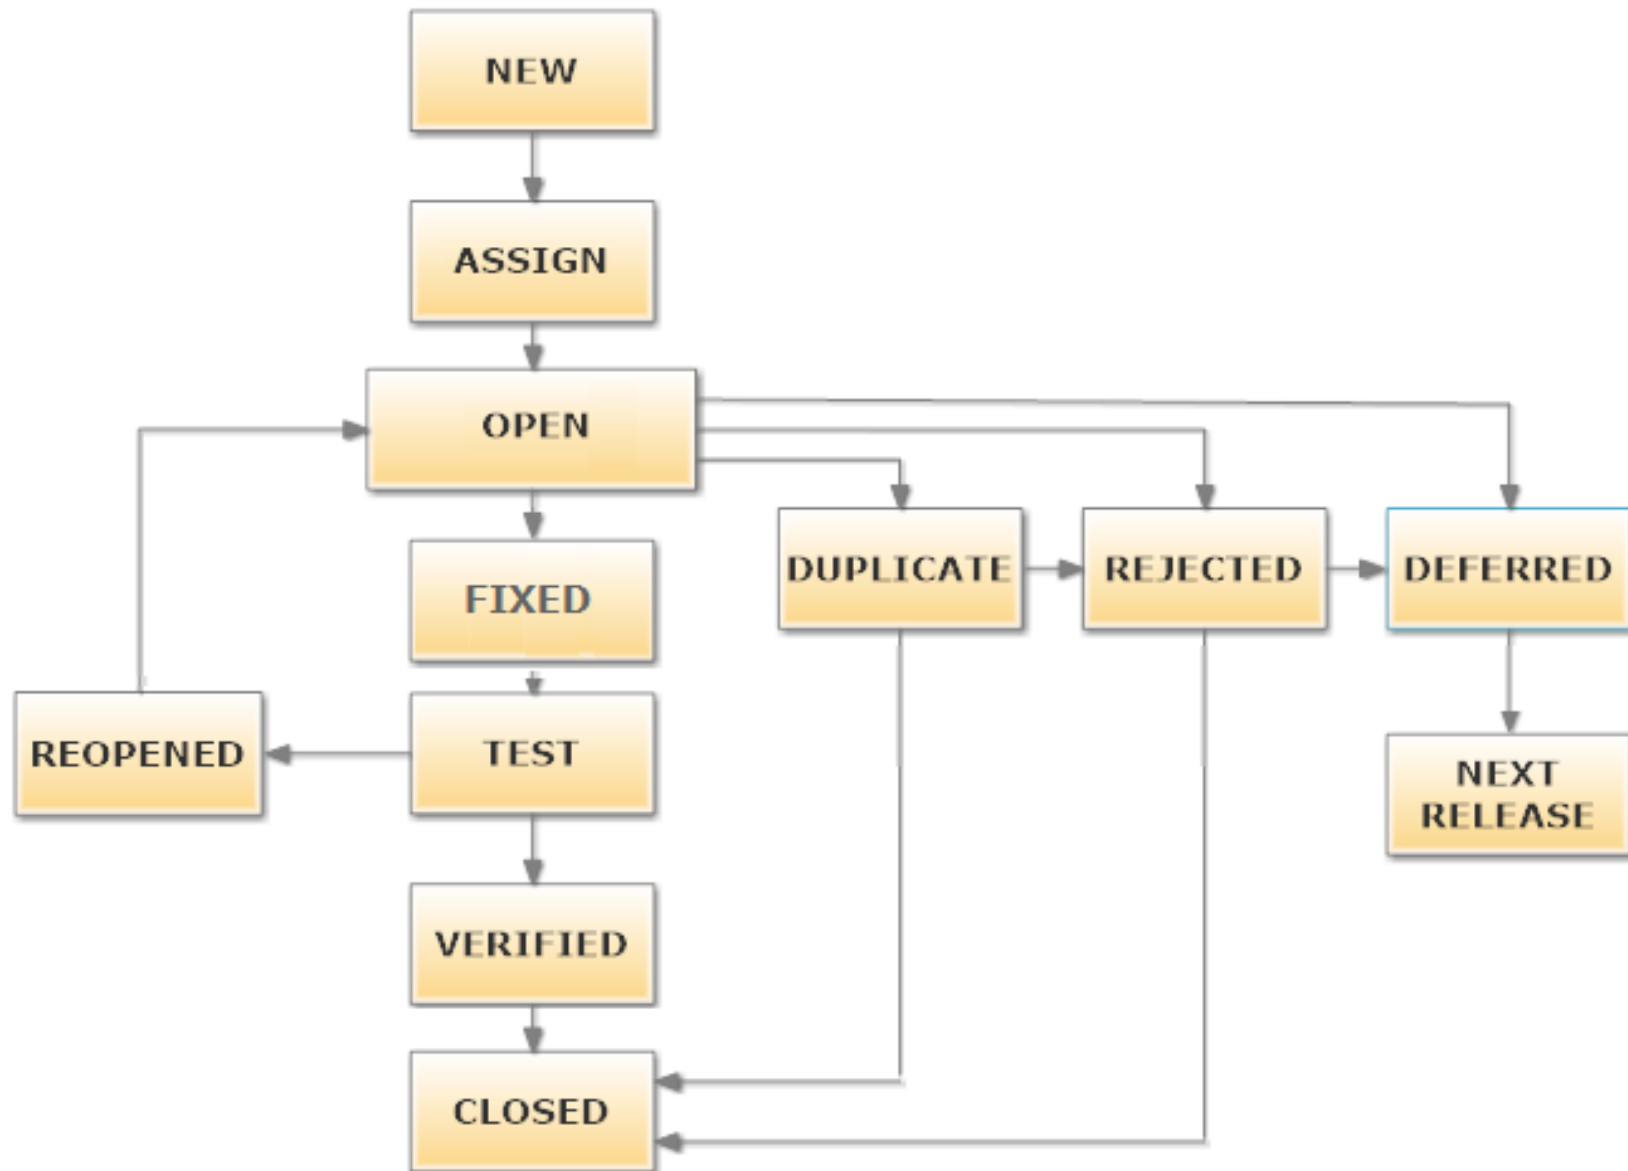 NEW
ASSIGN
OPEN
FIXED
DUPLICATE
REJECTED
DEFERRED
REOPENED
TEST
NEXT
RELEASE
VERIFIED
CLOSED